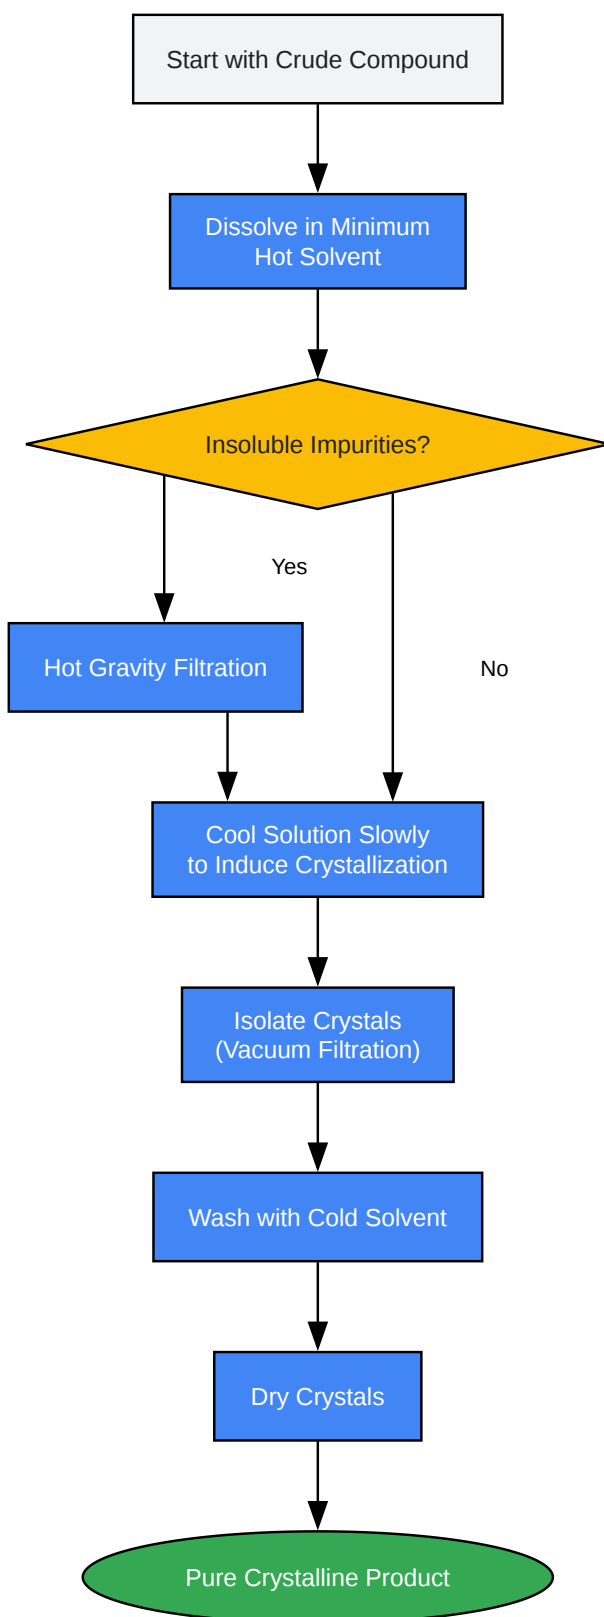 Start with Crude Compound
Dissolve in Minimum
Hot Solvent
Insoluble Impurities?
Yes
Hot Gravity Filtration
No
Cool Solution Slowly
to Induce Crystallization
Isolate Crystals
(Vacuum Filtration)
Wash with Cold Solvent
Dry Crystals
Pure Crystalline Product